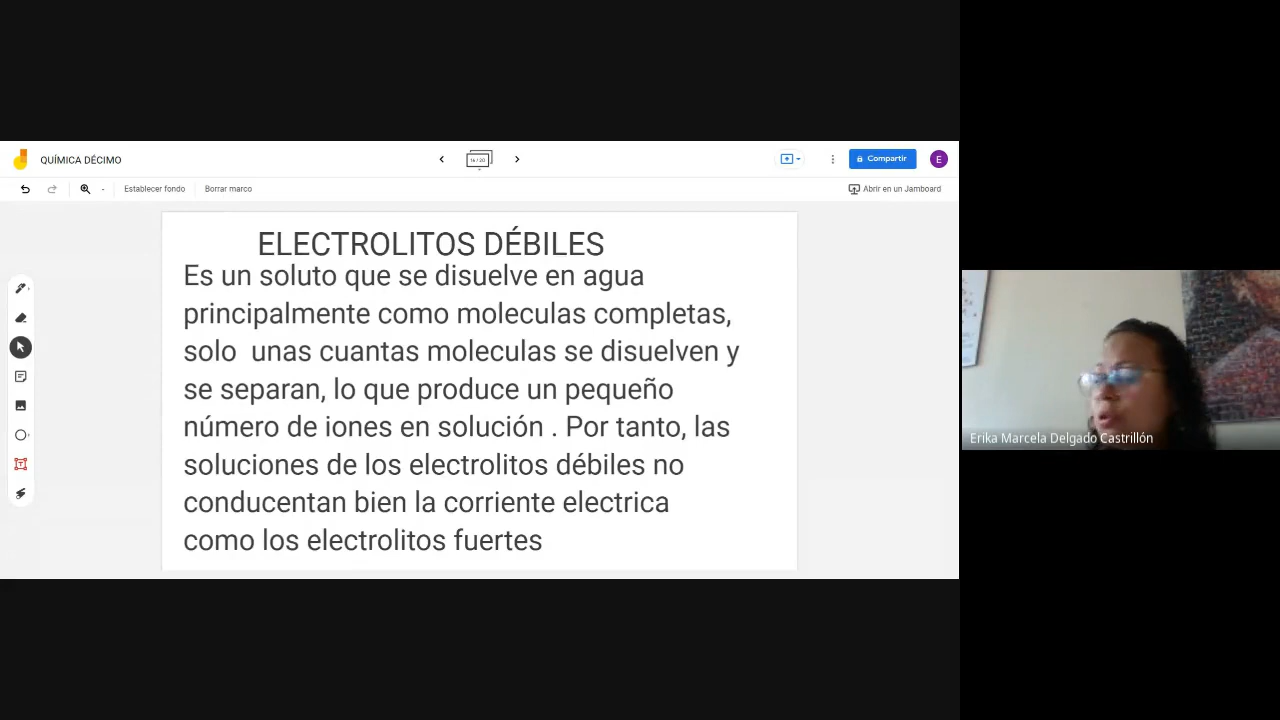 QUÍMICA DÉCIMO
Compartir
E
Establecer fondo
Borrar marco
Abrir en un Jamboard
ELECTROLITOS DÉBILES
Es un soluto que se disuelve en agua
principalmente como moleculas completas,
solo unas cuantas moleculas se disuelven y
se separan, lo que produce un pequeño
número de iones en solución . Por tanto, las
soluciones de los electrolitos débiles no
conducentan bien la corriente electrica
como los electrolitos fuertes
Erika Marcela Delgado Castrillón